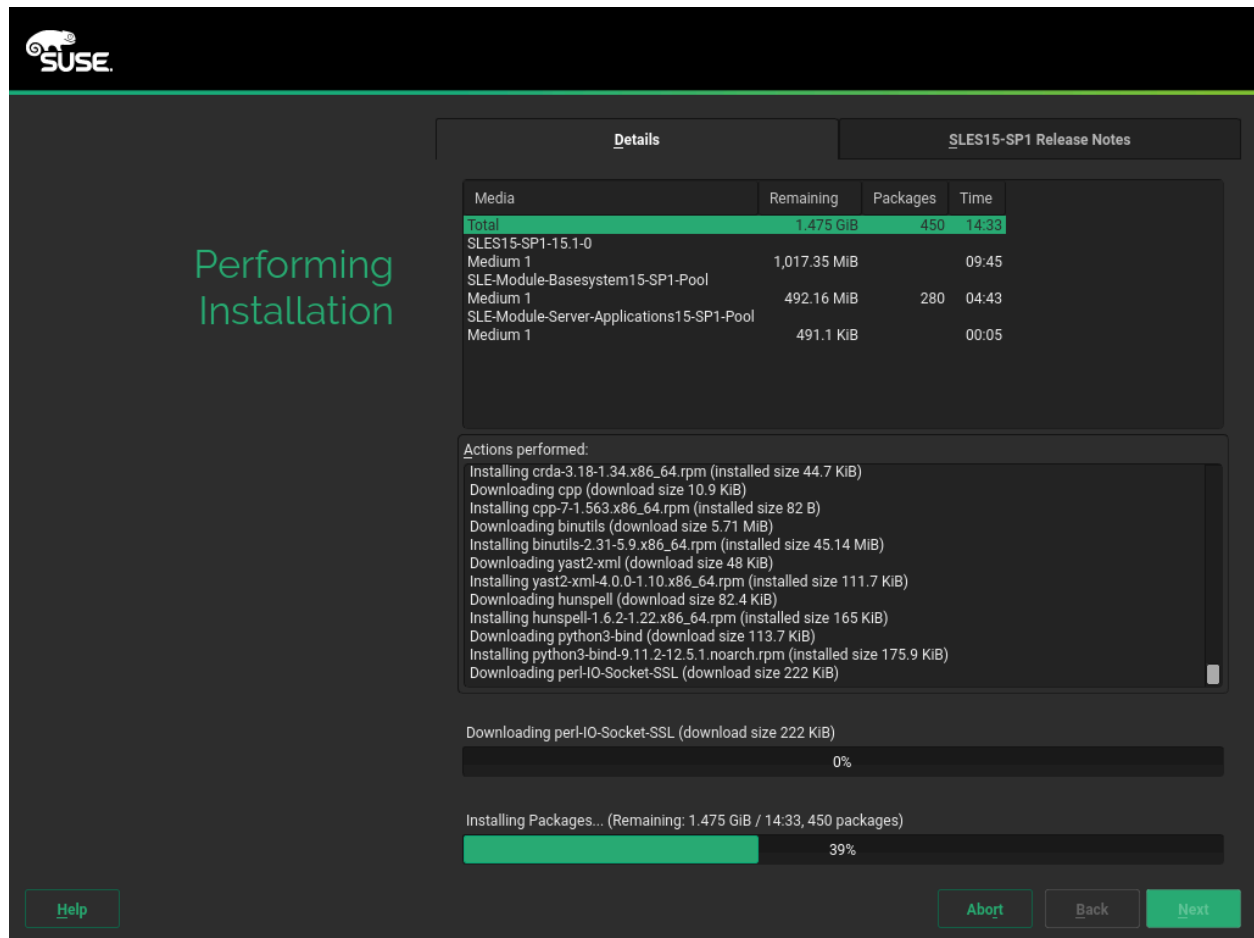 SUSE.
Details
SLES15-SP1 Release Notes
Performing
Installation
Media Remaining Packages Time
Total 1.475 GiB 450 14:33
SLES15-SP1-15.1-0
Medium 1 1,017.35 MiB 09:45
SLE-Module-Basesystem15-SP1-Pool
Medium 1 492.16 MiB 280 04:43
SLE-Module-Server-Applications15-SP1-Pool
Medium 1 491.1 KiB 00:05
Actions performed:
Installing crda-3.18-1.34.x86_64.rpm (installed size 44.7 KiB)
Downloading cpp (download size 10.9 KiB)
Installing cpp-7-1.563.x86_64.rpm (installed size 82 B)
Downloading binutils (download size 5.71 MiB)
Installing binutils-2.31-5.9.x86_64.rpm (installed size 45.14 MiB)
Downloading yast2-xml (download size 48 KiB)
Installing yast2-xml-4.0.0-1.10.x86_64.rpm (installed size 111.7 KiB)
Downloading hunspell (download size 82.4 KiB)
Installing hunspell-1.6.2-1.22.x86_64.rpm (installed size 165 KiB)
Downloading python3-bind (download size 113.7 KiB)
Installing python3-bind-9.11.2-12.5.1.noarch.rpm (installed size 175.9 KiB)
Downloading perl-IO-Socket-SSL (download size 222 KiB)
Downloading perl-IO-Socket-SSL (download size 222 KiB)
0%
Installing Packages... (Remaining: 1.475 GiB / 14:33, 450 packages)
39%
Help Abort Back Next